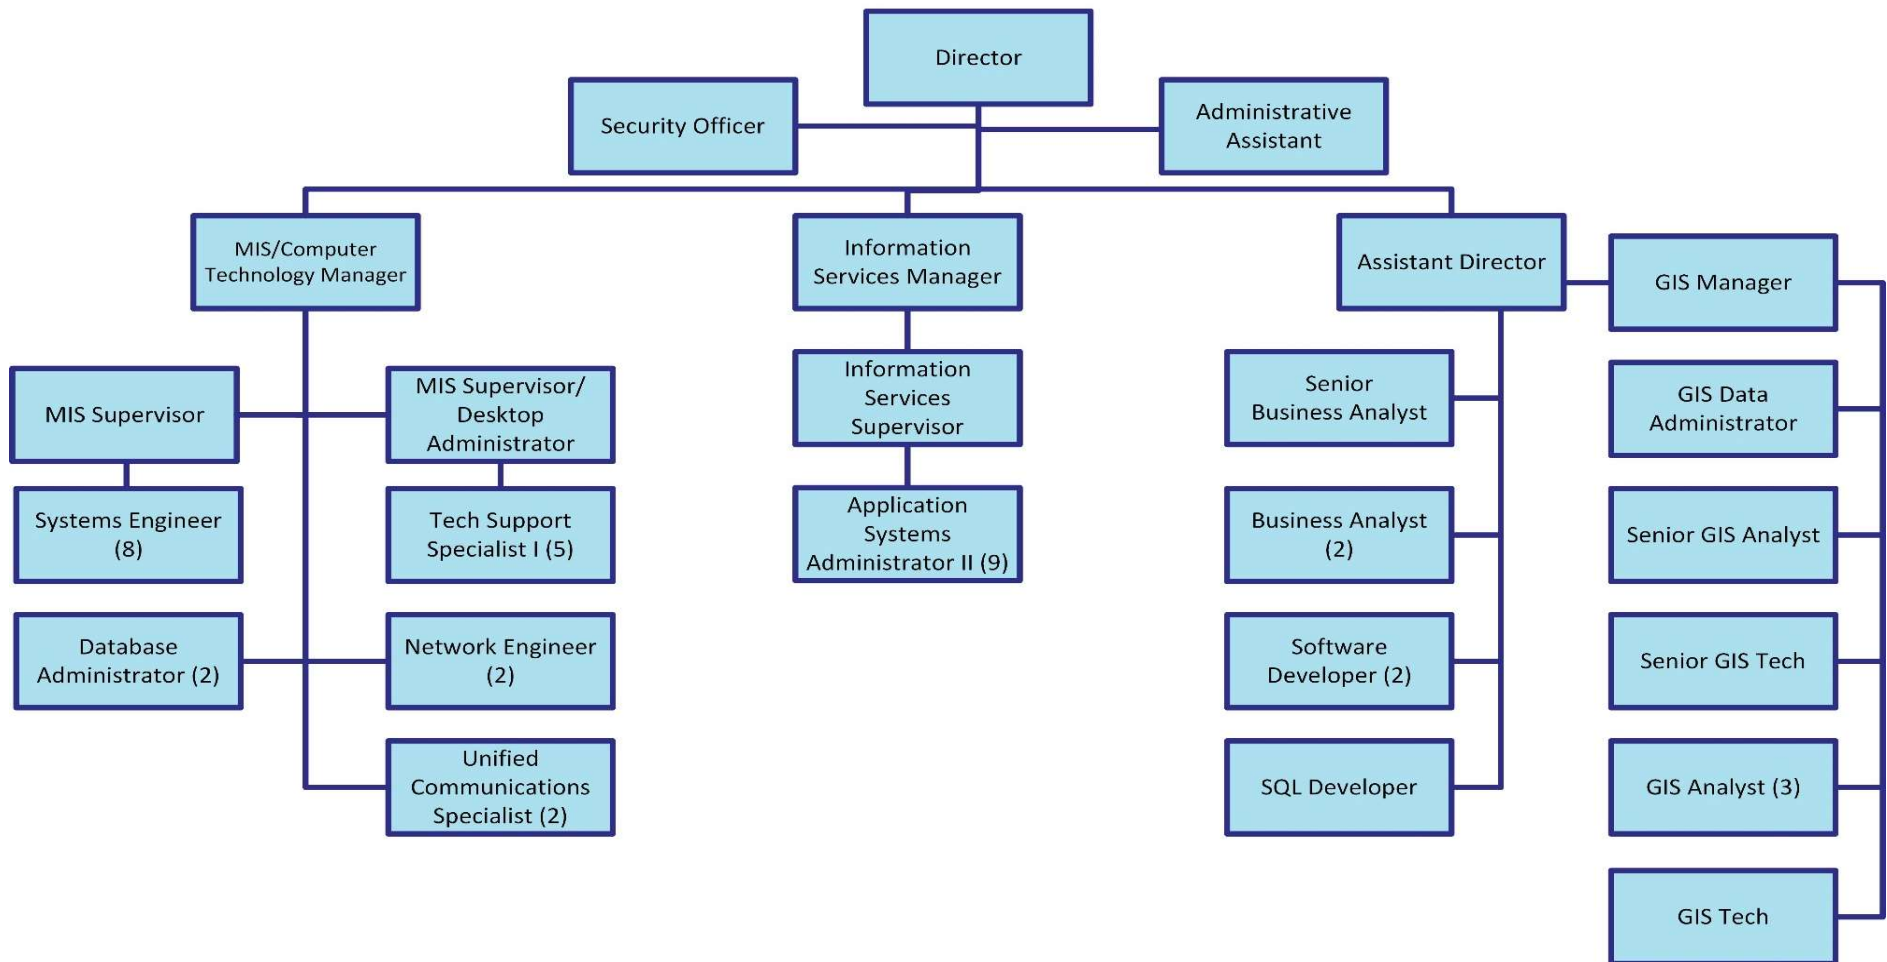 Director
Security Officer
Administrative
Assistant
MIS/Computer
Technology Manager
Information
Services Manager
Assistant Director
GIS Manager
MIS Supervisor
MIS Supervisor/
Desktop
Administrator
Information
Services
Supervisor
Senior
Business Analyst
GIS Data
Administrator
Systems Engineer
(8)
Tech Support
Specialist I (5)
Application
Systems
Administrator II (9)
Business Analyst
(2)
Senior GIS Analyst
Database
Administrator (2)
Network Engineer
(2)
Software
Developer (2)
Senior GIS Tech
Unified
Communications
Specialist (2)
SQL Developer
GIS Analyst (3)
GIS Tech